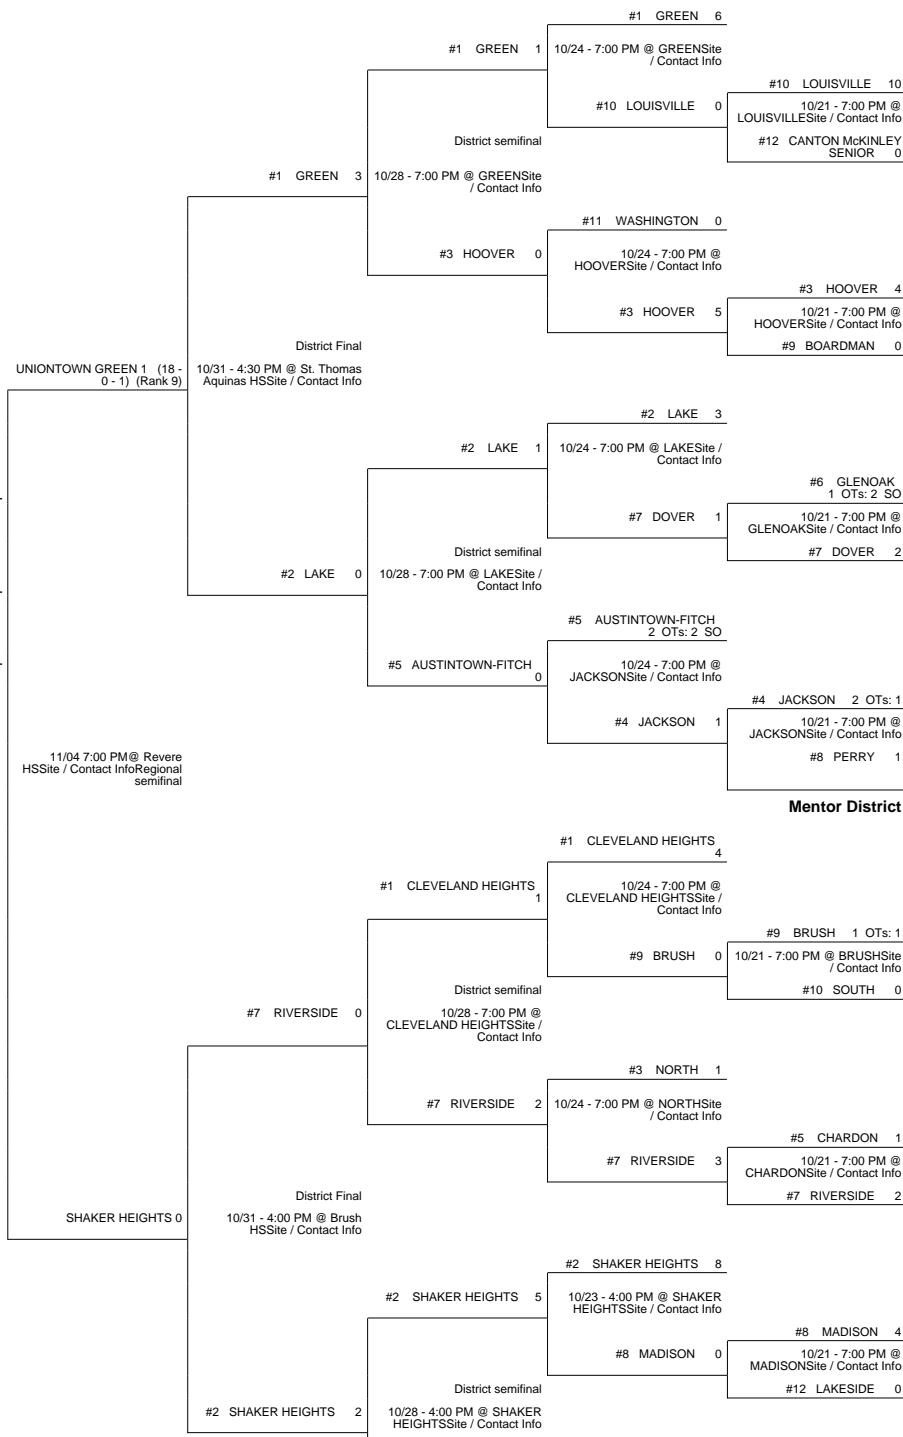 #1 GREEN 6
#1 GREEN 1
10/24 - 7:00 PM @ GREENSite
/ Contact Info
#10 LOUISVILLE 10
#10 LOUISVILLE 0
10/21 - 7:00 PM @
LOUISVILLESite / Contact Info
District semifinal
#12 CANTON McKINLEY
SENIOR 0
#1 GREEN 3
10/28 - 7:00 PM @ GREENSite
/ Contact Info
#11 WASHINGTON 0
#3 HOOVER 0
10/24 - 7:00 PM @
HOOVERSite / Contact Info
#3 HOOVER 4
#3 HOOVER 5
10/21 - 7:00 PM @
HOOVERSite / Contact Info
District Final
#9 BOARDMAN 0
UNIONTOWN GREEN 1 (18 -
0 - 1) (Rank 9)
10/31 - 4:30 PM @ St. Thomas
Aquinas HSSite / Contact Info
#2 LAKE 3
#2 LAKE 1
10/24 - 7:00 PM @ LAKESite /
Contact Info
#6 GLENOAK
1 OTs: 2 SO
#7 DOVER 1
10/21 - 7:00 PM @
GLENOAKSite / Contact Info
District semifinal
#7 DOVER 2
#2 LAKE 0
10/28 - 7:00 PM @ LAKESite /
Contact Info
#5 AUSTINTOWN-FITCH
2 OTs: 2 SO
#5 AUSTINTOWN-FITCH
0
10/24 - 7:00 PM @
JACKSONSite / Contact Info
#4 JACKSON 2 OTs: 1
#4 JACKSON 1
10/21 - 7:00 PM @
JACKSONSite / Contact Info
#8 PERRY 1
11/04 7:00 PM@ Revere
HSSite / Contact InfoRegional
semifinal
Mentor District
#1 CLEVELAND HEIGHTS
4
#1 CLEVELAND HEIGHTS
1
10/24 - 7:00 PM @
CLEVELAND HEIGHTSSite /
Contact Info
#9 BRUSH 1 OTs: 1
#9 BRUSH 0
10/21 - 7:00 PM @ BRUSHSite
/ Contact Info
District semifinal
#10 SOUTH 0
#7 RIVERSIDE 0
10/28 - 7:00 PM @
CLEVELAND HEIGHTSSite /
Contact Info
#3 NORTH 1
#7 RIVERSIDE 2
10/24 - 7:00 PM @ NORTHSite
/ Contact Info
#5 CHARDON 1
#7 RIVERSIDE 3
10/21 - 7:00 PM @
CHARDONSite / Contact Info
District Final
#7 RIVERSIDE 2
SHAKER HEIGHTS 0
10/31 - 4:00 PM @ Brush
HSSite / Contact Info
#2 SHAKER HEIGHTS 8
#2 SHAKER HEIGHTS 5
10/23 - 4:00 PM @ SHAKER
HEIGHTSSite / Contact Info
#8 MADISON 4
#8 MADISON 0
10/21 - 7:00 PM @
MADISONSite / Contact Info
District semifinal
#12 LAKESIDE 0
#2 SHAKER HEIGHTS 2
10/28 - 4:00 PM @ SHAKER
HEIGHTSSite / Contact Info